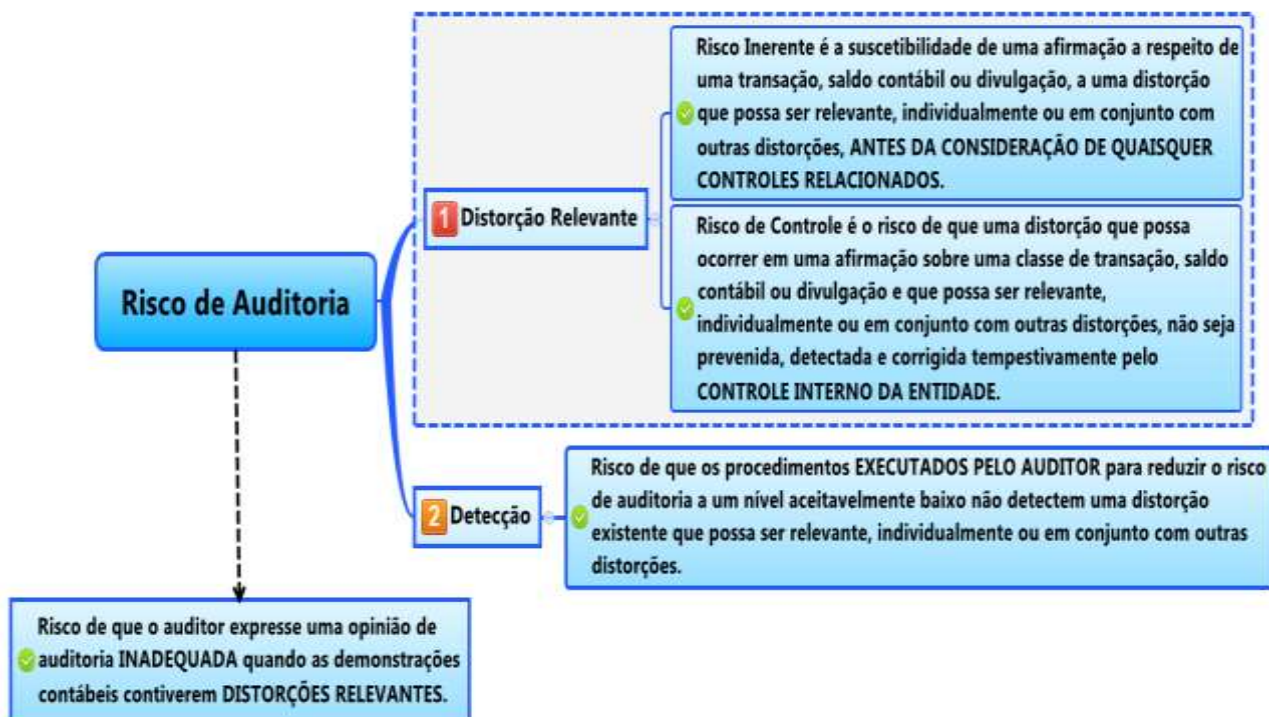 Risco Inerente é a suscetibilidade de uma afirmação a respeito de
uma transação, saldo contábil ou divulgação, a uma distorção
que possa ser relevante, individualmente ou em conjunto com
outras distorções, ANTES DA CONSIDERAÇÃO DE QUAISQUER
CONTROLES RELACIONADOS.
1 Distorção Relevante
Risco de Controle é o risco de que uma distorção que possa
ocorrer em uma afirmação sobre uma classe de transação, saldo
contábil ou divulgação e que possa ser relevante,
individualmente ou em conjunto com outras distorções, não seja
prevenida, detectada e corrigida tempestivamente pelo
CONTROLE INTERNO DA ENTIDADE.
Risco de Auditoria
2 Detecção
Risco de que os procedimentos EXECUTADOS PELO AUDITOR para reduzir o risco
de auditoria a um nível aceitavelmente baixo não detectem uma distorção
existente que possa ser relevante, individualmente ou em conjunto com outras
distorções.
Risco de que o auditor expresse uma opinião de
auditoria INADEQUADA quando as demonstrações
contábeis contiverem DISTORÇÕES RELEVANTES.